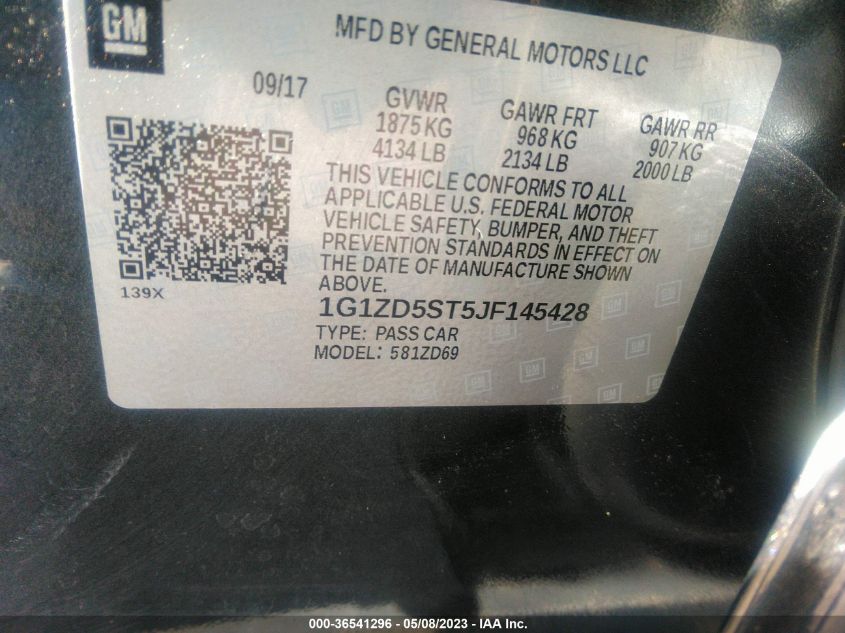 GM
MFD BY GENERAL MOTORS LLC
09/17
GVWR
1875 KG
4134 LB
GAWR FRT
968 KG
2134 LB
GAWR RR
907 KG
2000 LB
THIS VEHICLE CONFORMS TO ALL
APPLICABLE U.S. FEDERAL MOTOR
VEHICLE SAFETY, BUMPER, AND THEFT
PREVENTION STANDARDS IN EFFECT ON
THE DATE OF MANUFACTURE SHOWN
ABOVE.
139X
1G1ZD5ST5JF145428
TYPE: PASS CAR
MODEL: 581ZD69
000-36541296 - 05/08/2023 - IAA Inc.